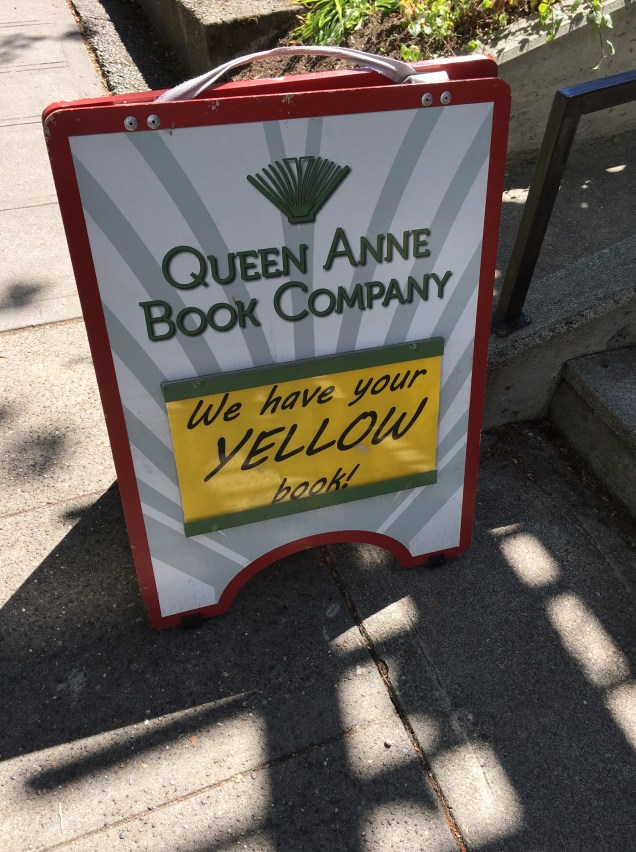 Queen Anne
Book Company
We have your
YELLOW
book!